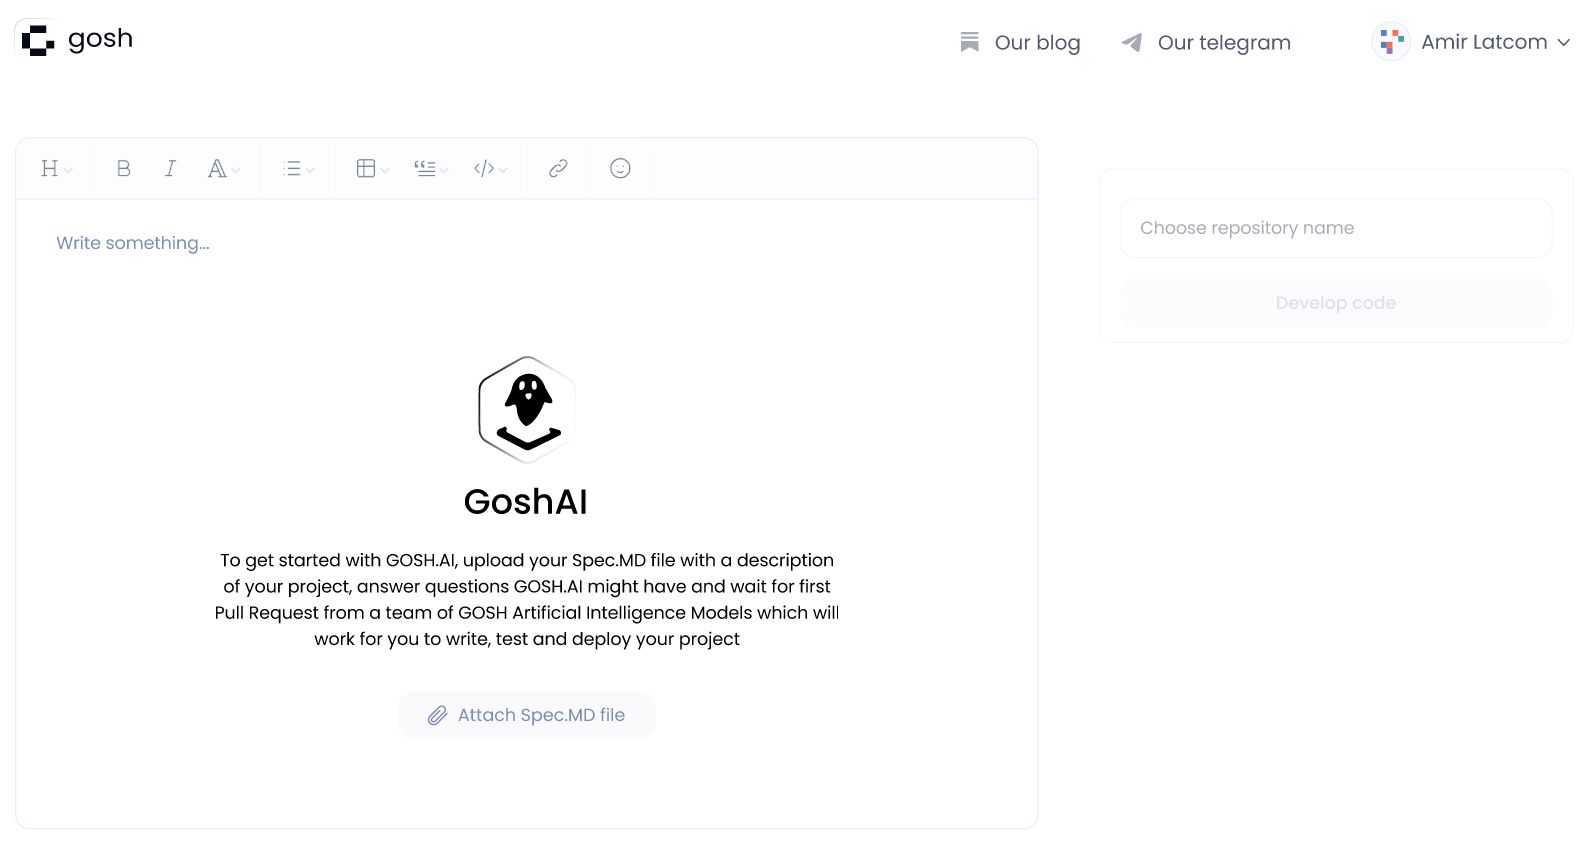 gosh
Our blog
Our telegram
Amir Latcom
H
B
I
A
Write something...
Choose repository name
Develop code
GoshAI
To get started with GOSH.AI, upload your Spec.MD file with a description
of your project, answer questions GOSH.AI might have and wait for first
Pull Request from a team of GOSH Artificial Intelligence Models which will
work for you to write, test and deploy your project
Attach Spec.MD file